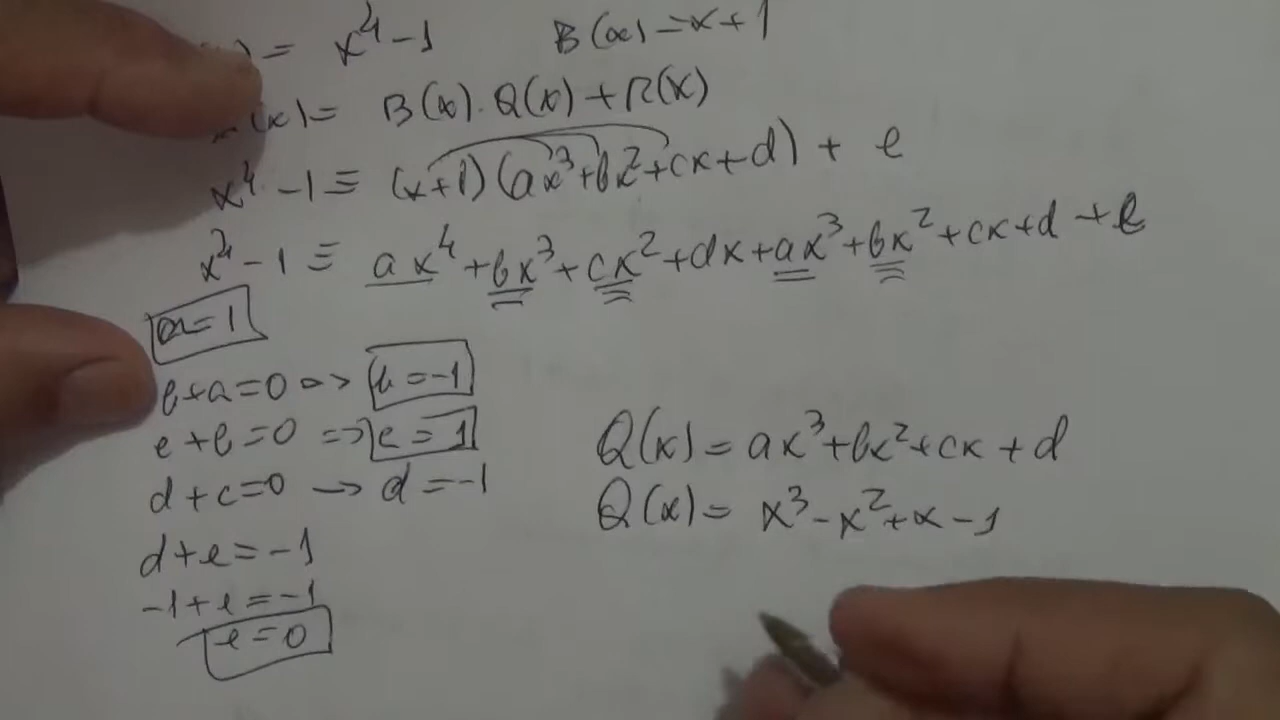 ) = x⁴ - 1 B(x) = x + 1
(x) = B(x) · Q(x) + R(x)
x⁴ - 1 ≡ (x+1)(ax³+bx²+cx+d) + e
x⁴ - 1 ≡ ax⁴ + bx³ + cx² + dx + ax³ + bx² + cx + d + e
a = 1
b + a = 0 => b = -1
c + b = 0 => c = 1
d + c = 0 -> d = -1
d + e = -1
-1 + e = -1
e = 0
Q(x) = ax³ + bx² + cx + d
Q(x) = x³ - x² + x - 1